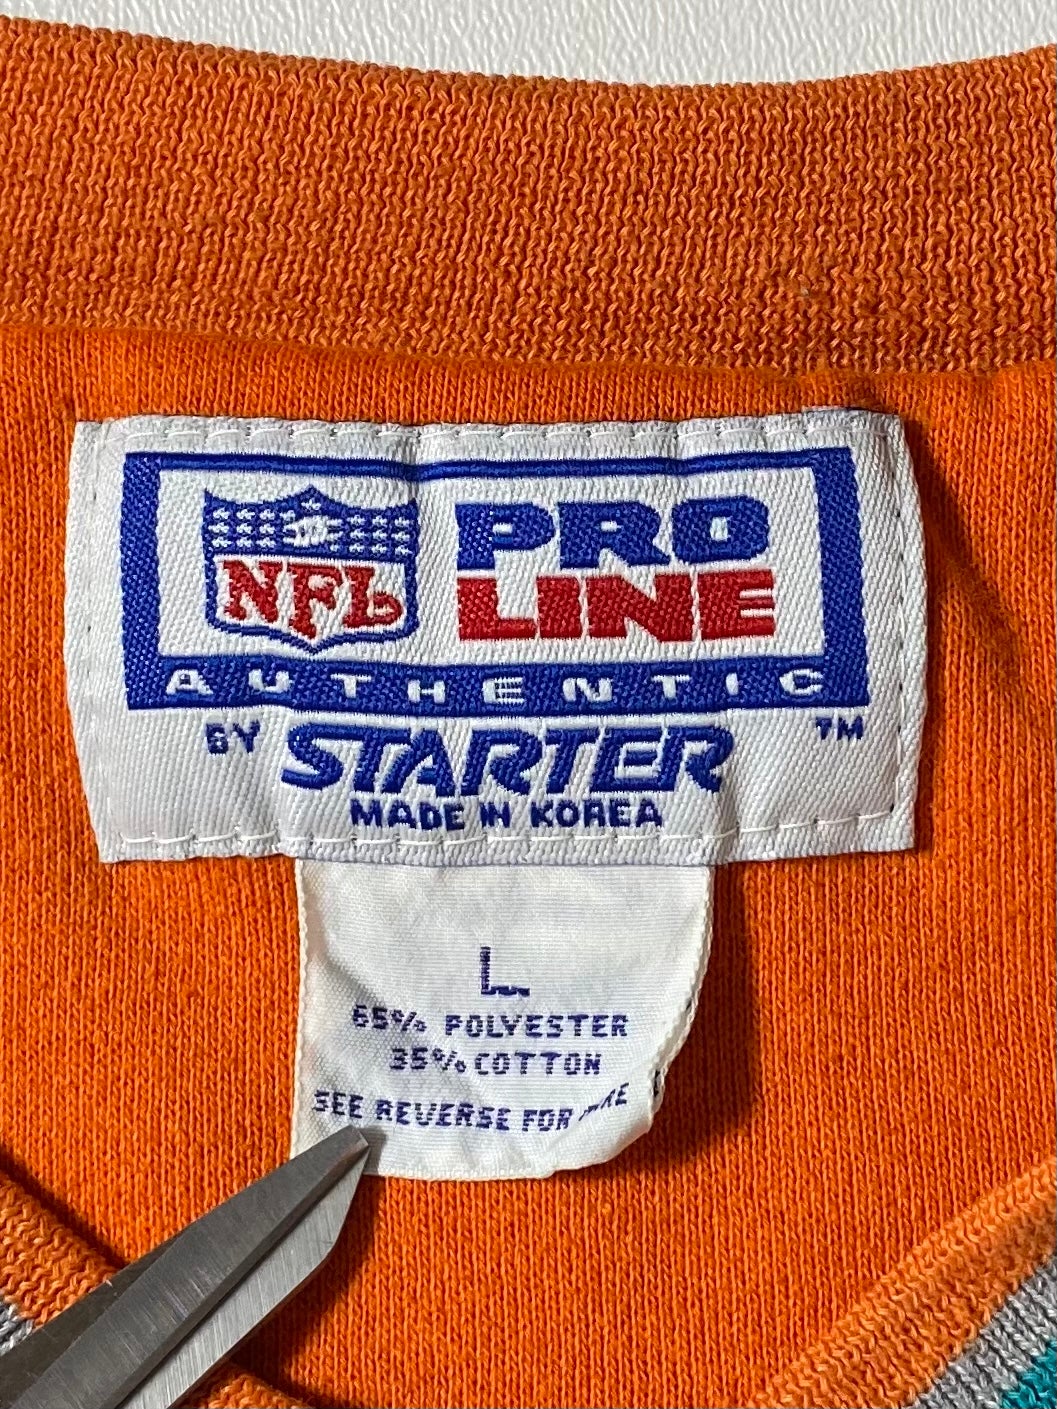 NFL
PRO
LINE
AUTHENTIC
BY STARTER TM
MADE IN KOREA
L
65% POLYESTER
35% COTTON
SEE REVERSE FOR